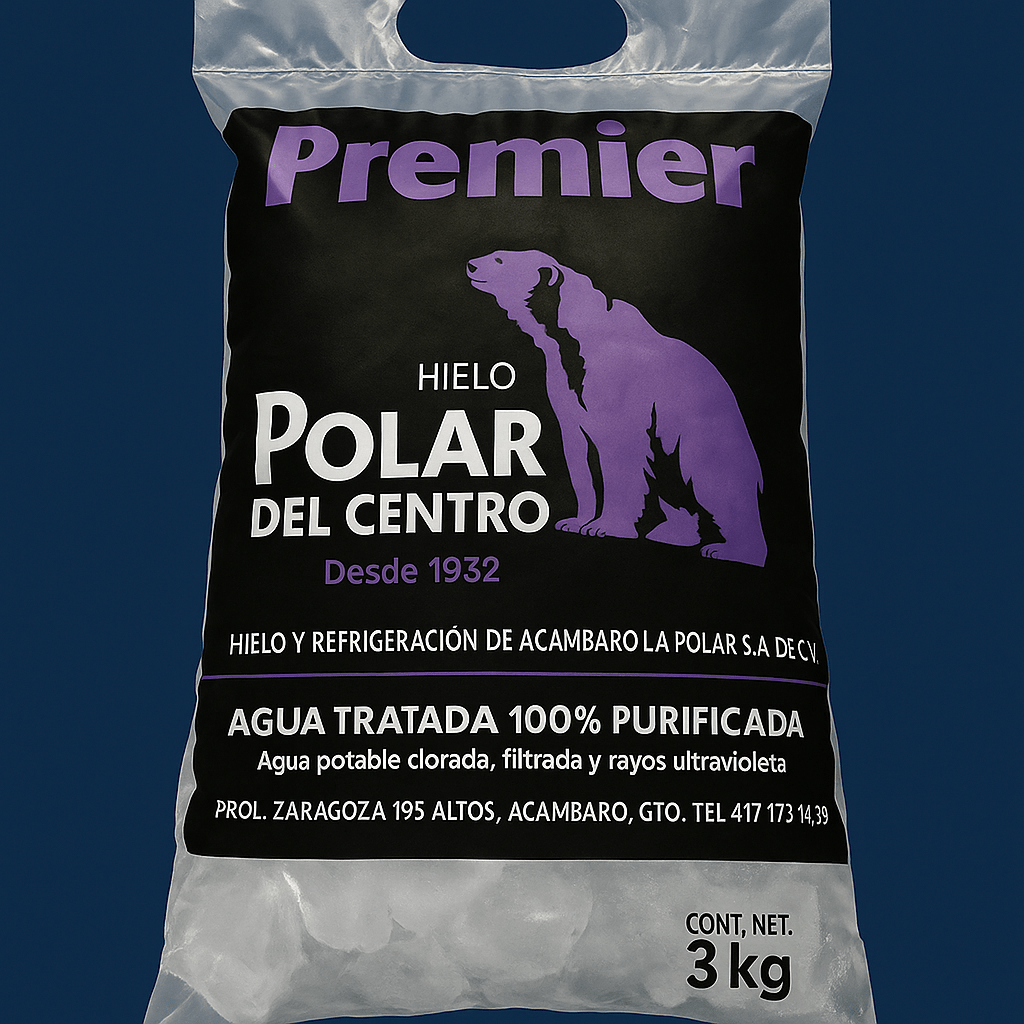 Premier
HIELO
POLAR
DEL CENTRO
Desde 1932
HIELO Y REFRIGERACIÓN DE ACAMBARO LA POLAR S.A DE C V.
AGUA TRATADA 100% PURIFICADA
Agua potable clorada, filtrada y rayos ultravioleta
PROL. ZARAGOZA 195 ALTOS, ACAMBARO, GTO. TEL 417 173 14,39
CONT, NET.
3 kg